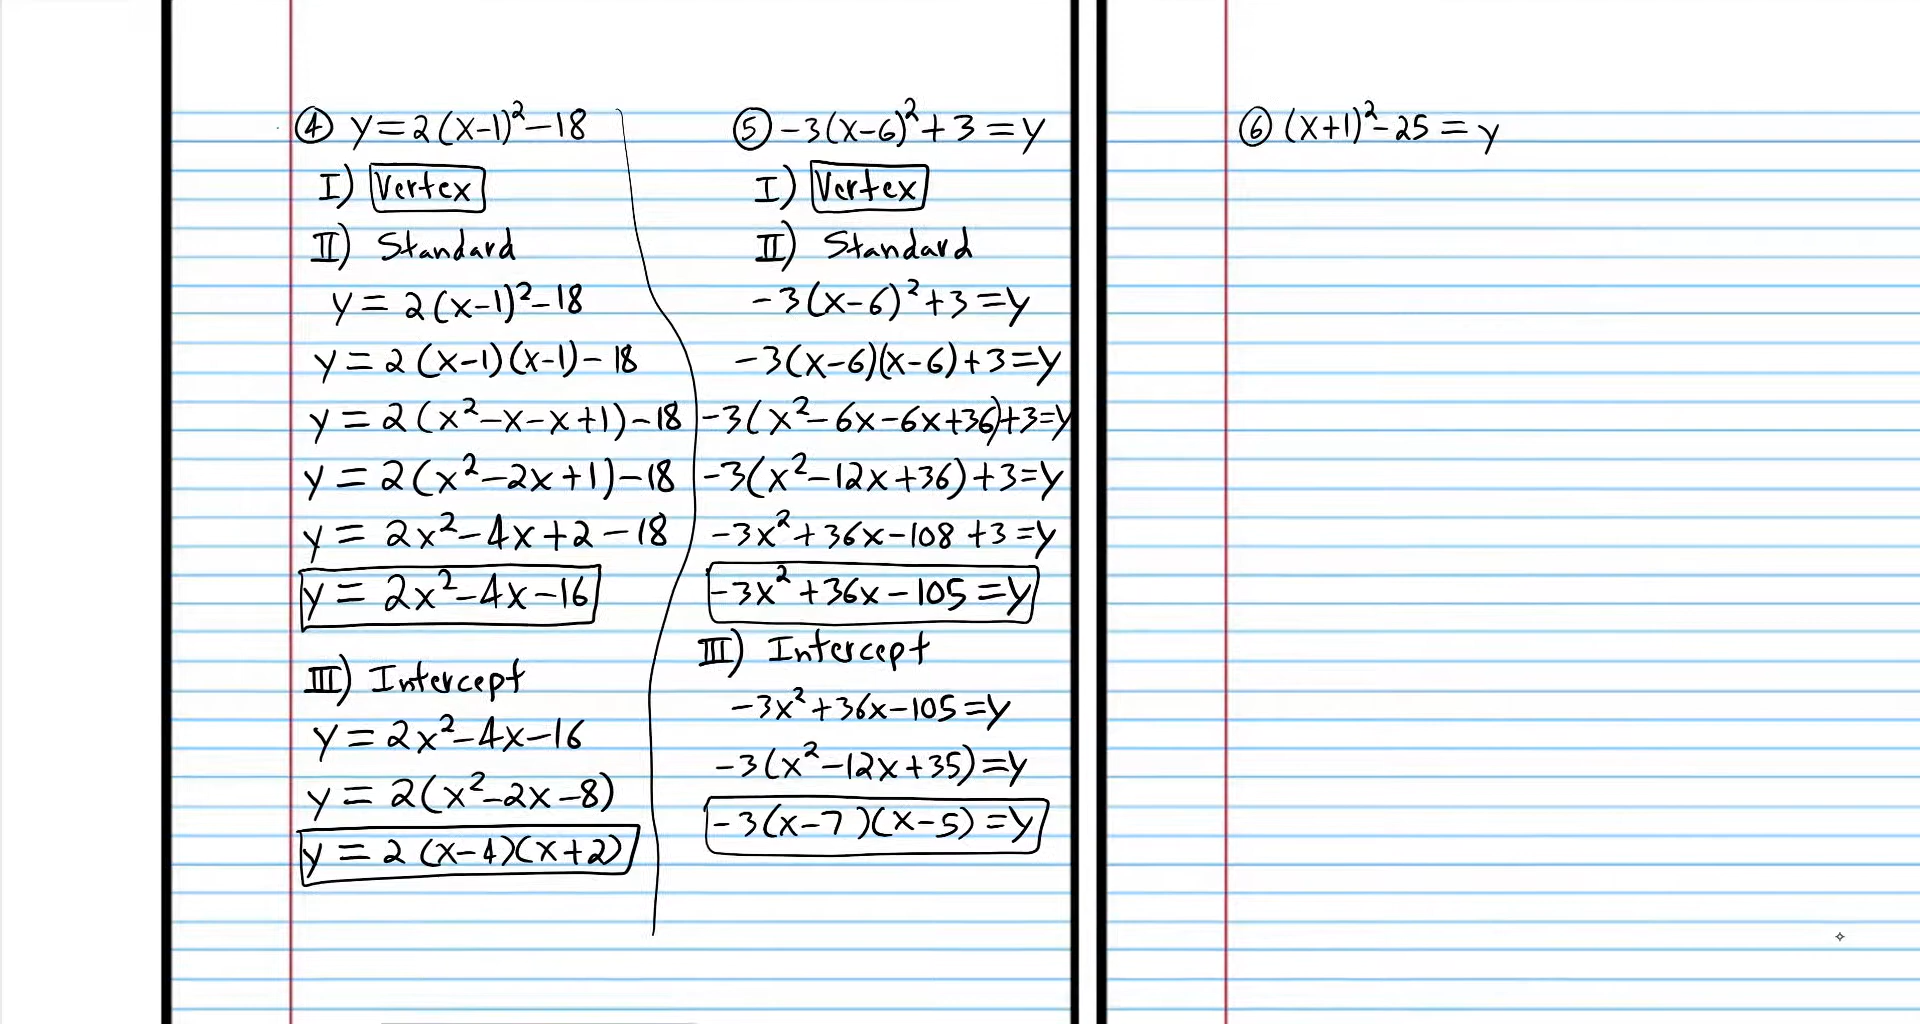 ④ y=2(x-1)²-18
I) Vertex
II) Standard
y=2(x-1)²-18
y=2(x-1)(x-1)-18
y=2(x²-x-x+1)-18
y=2(x²-2x+1)-18
y=2x²-4x+2-18
y=2x²-4x-16
III) Intercept
y=2x²-4x-16
y=2(x²-2x-8)
y=2(x-4)(x+2)
⑤ -3(x-6)²+3=y
I) Vertex
II) Standard
-3(x-6)²+3=y
-3(x-6)(x-6)+3=y
-3(x²-6x-6x+36)+3=y
-3(x²-12x+36)+3=y
-3x²+36x-108+3=y
-3x²+36x-105=y
III) Intercept
-3x²+36x-105=y
-3(x²-12x+35)=y
-3(x-7)(x-5)=y
⑥ (x+1)²-25=y